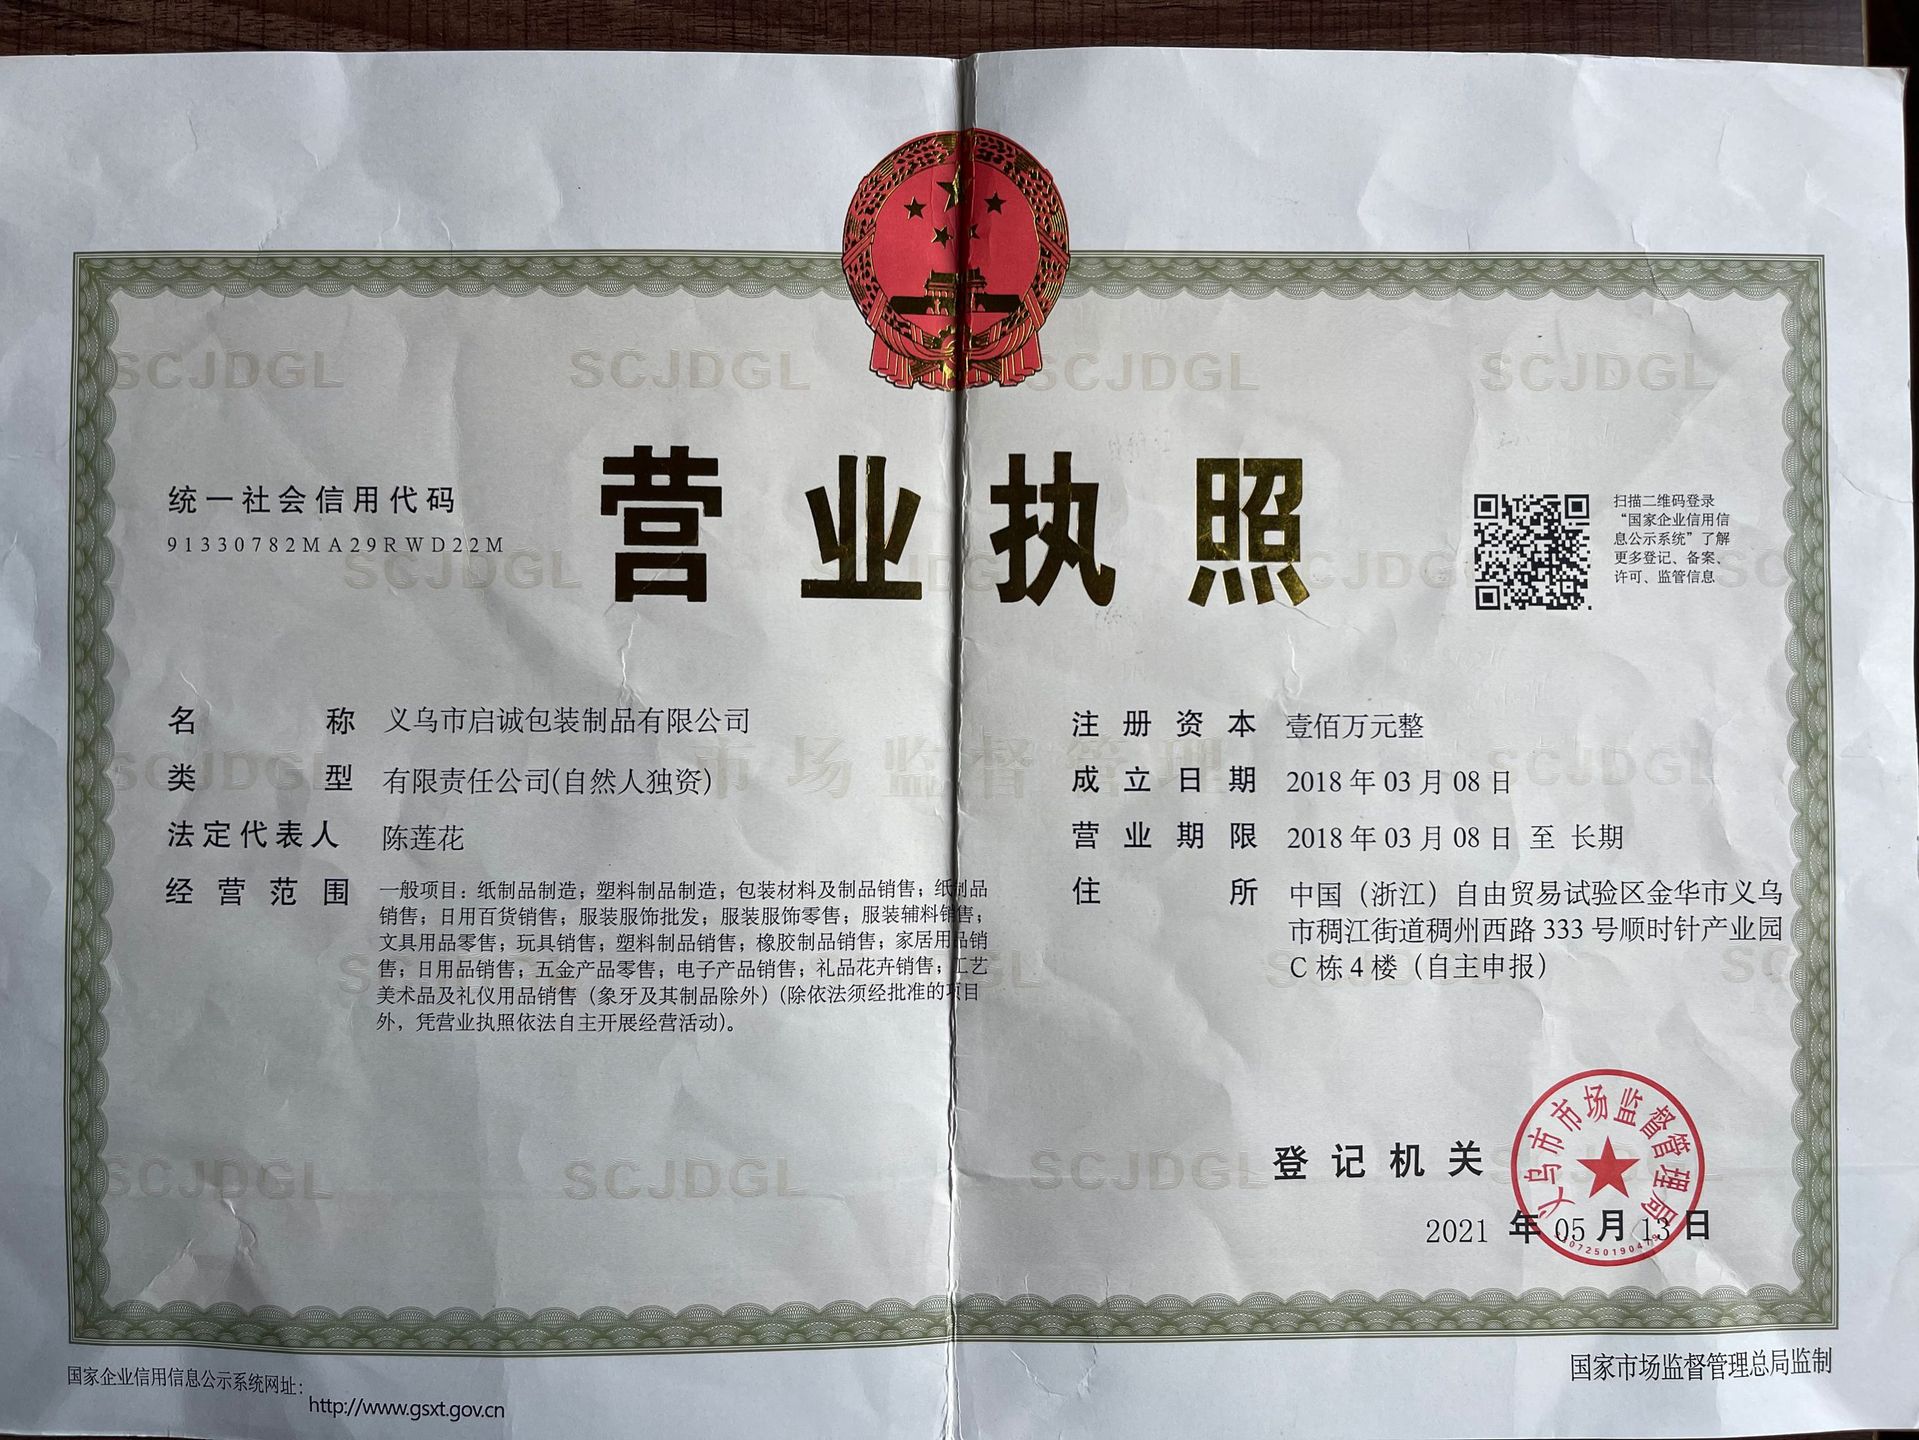 SCJDGL SCJDGL SCJDGL SCJDGL
营业执照
统一社会信用代码
91330782MA29RWD22M
扫描二维码登录
“国家企业信用信
息公示系统”了解
更多登记、备案、
许可、监管信息
名称 义乌市启诚包装制品有限公司
类型 有限责任公司(自然人独资)
法定代表人 陈莲花
经营范围 一般项目：纸制品制造；塑料制品制造；包装材料及制品销售；纸制品
销售；日用百货销售；服装服饰批发；服装服饰零售；服装辅料销售；
文具用品零售；玩具销售；塑料制品销售；橡胶制品销售；家居用品销
售；日用品销售；五金产品零售；电子产品销售；礼品花卉销售；工艺
美术品及礼仪用品销售（象牙及其制品除外）(除依法须经批准的项目
外，凭营业执照依法自主开展经营活动)。
注册资本 壹佰万元整
成立日期 2018年03月08日
营业期限 2018年03月08日 至 长期
住所 中国（浙江）自由贸易试验区金华市义乌
市稠江街道稠州西路333号顺时针产业园
C栋4楼（自主申报）
市场监督管理
SCJDGL SCJDGL SCJDGL
登记机关
义乌市市场监督管理局
2021年05月13日
国家企业信用信息公示系统网址：
http://www.gsxt.gov.cn
国家市场监督管理总局监制